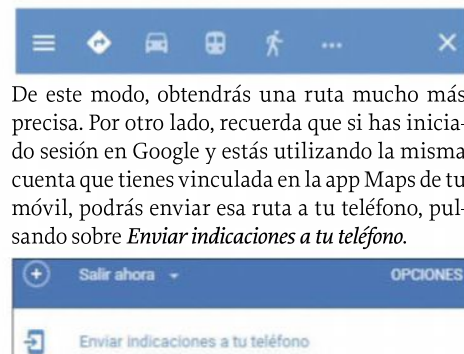 De este modo, obtendrás una ruta mucho más
precisa. Por otro lado, recuerda que si has inicia-
do sesión en Google y estás utilizando la misma
cuenta que tienes vinculada en la app Maps de tu
móvil, podrás enviar esa ruta a tu teléfono, pul-
sando sobre Enviar indicaciones a tu teléfono.
Salir ahora OPCIONES
Enviar indicaciones a tu teléfono